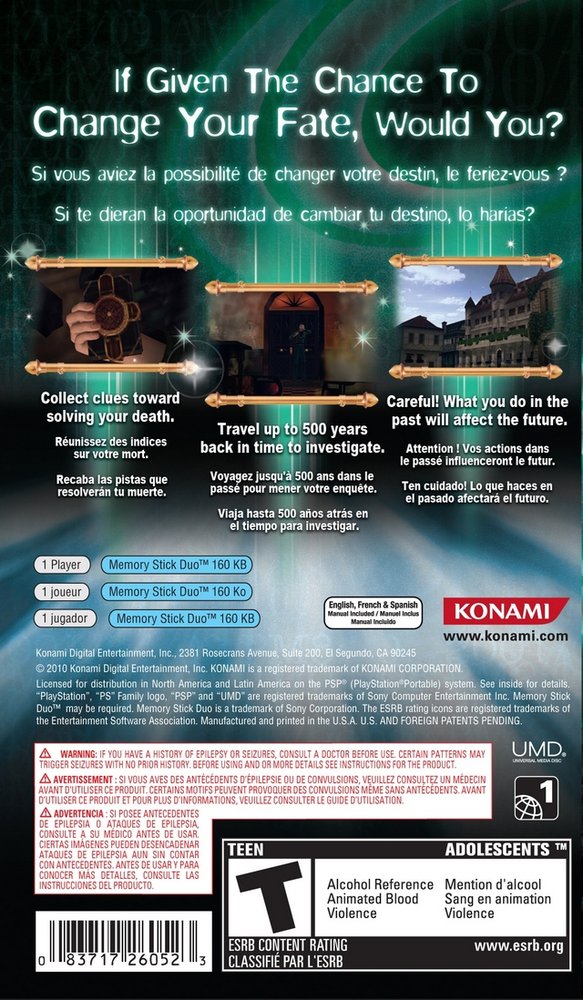 If Given The Chance To
Change Your Fate, Would You?
Si vous aviez la possibilité de changer votre destin, le feriez-vous ?
Si te dieran la oportunidad de cambiar tu destino, lo harías?
Collect clues toward
solving your death.
Réunissez des indices
sur votre mort.
Recaba las pistas que
resolverán tu muerte.
Travel up to 500 years
back in time to investigate.
Voyagez jusqu'à 500 ans dans le
passé pour mener votre enquête.
Viaja hasta 500 años atrás en
el tiempo para investigar.
Careful! What you do in the
past will affect the future.
Attention ! Vos actions dans
le passé influenceront le futur.
Ten cuidado! Lo que haces en
el pasado afectará el futuro.
1 Player Memory Stick Duo™ 160 KB
1 joueur Memory Stick Duo™ 160 Ko
1 jugador Memory Stick Duo™ 160 KB
English, French & Spanish
Manual Included / Manuel Inclus
Manual Incluido
KONAMI
www.konami.com
Konami Digital Entertainment, Inc., 2381 Rosecrans Avenue, Suite 200, El Segundo, CA 90245
© 2010 Konami Digital Entertainment, Inc. KONAMI is a registered trademark of KONAMI CORPORATION.
Licensed for distribution in North America and Latin America on the PSP® (PlayStation®Portable) system. See inside for details.
"PlayStation", "PS" Family logo, "PSP" and "UMD" are registered trademarks of Sony Computer Entertainment Inc. Memory Stick
Duo™ may be required. Memory Stick Duo is a trademark of Sony Corporation. The ESRB rating icons are registered trademarks of
the Entertainment Software Association. Manufactured and printed in the U.S.A. U.S. AND FOREIGN PATENTS PENDING.
WARNING: IF YOU HAVE A HISTORY OF EPILEPSY OR SEIZURES, CONSULT A DOCTOR BEFORE USE. CERTAIN PATTERNS MAY
TRIGGER SEIZURES WITH NO PRIOR HISTORY. BEFORE USING AND OR MORE DETAILS SEE INSTRUCTIONS FOR THE PRODUCT.
AVERTISSEMENT : SI VOUS AVES DES ANTÉCÉDENTS D'ÉPILEPSIE OU DE CONVULSIONS, VEUILLEZ CONSULTEZ UN MÉDECIN
AVANT D'UTILISER CE PRODUIT. CERTAINS MOTIFS PEUVENT PROVOQUER DES CONVULSIONS MÊME SANS ANTÉCÉDENTS. AVANT
D'UTILISER CE PRODUIT ET POUR PLUS D'INFORMATIONS, VEUILLEZ CONSULTER LE GUIDE D'UTILISATION.
ADVERTENCIA : SI POSEE ANTECEDENTES
DE EPILEPSIA O ATAQUES DE EPILEPSIA,
CONSULTE A SU MÉDICO ANTES DE USAR.
CIERTAS IMÁGENES PUEDEN DESENCADENAR
ATAQUES DE EPILEPSIA AUN SIN CONTAR
CON ANTECEDENTES. ANTES DE USAR Y PARA
CONOCER MÁS DETALLES, CONSULTE LAS
INSTRUCCIONES DEL PRODUCTO.
UMD
UNIVERSAL MEDIA DISC
1
TEEN ADOLESCENTS ™
T
Alcohol Reference
Animated Blood
Violence
Mention d'alcool
Sang en animation
Violence
ESRB CONTENT RATING www.esrb.org
CLASSIFIÉ PAR L'ESRB
0 83717 26052 3